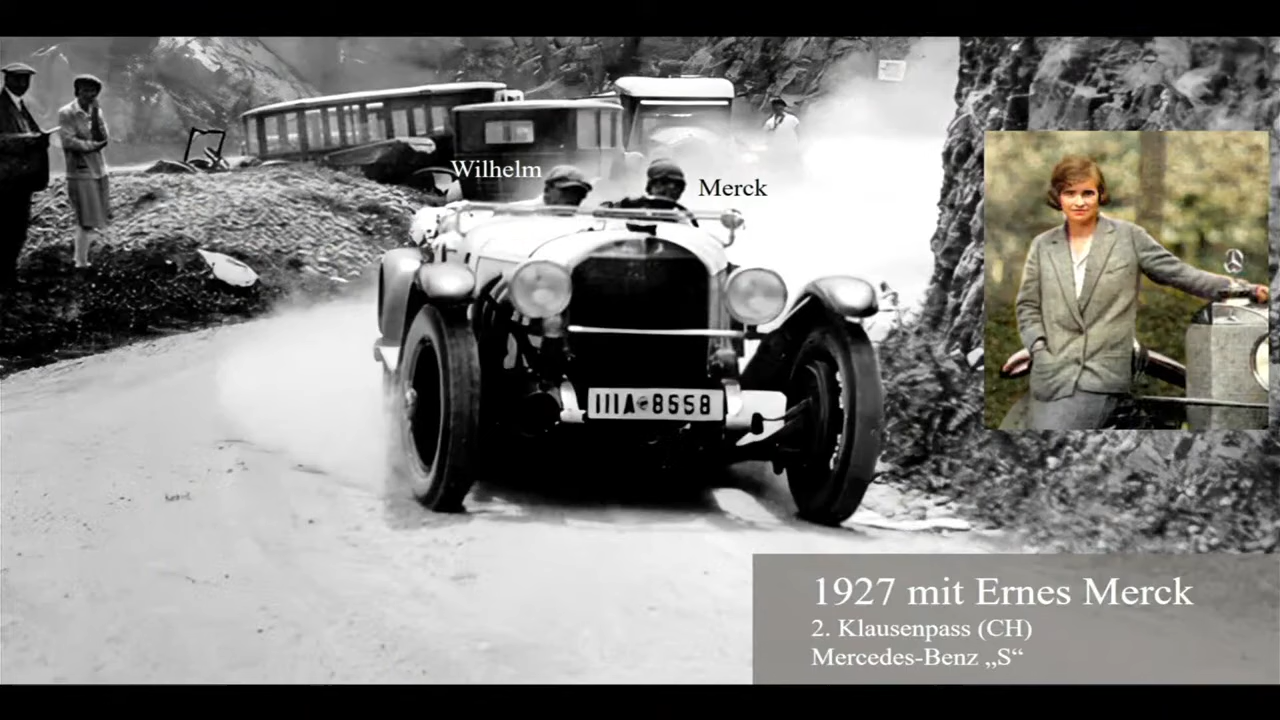 Wilhelm
Merck
IIIA 8558
1927 mit Ernes Merck
2. Klausenpass (CH)
Mercedes-Benz „S“